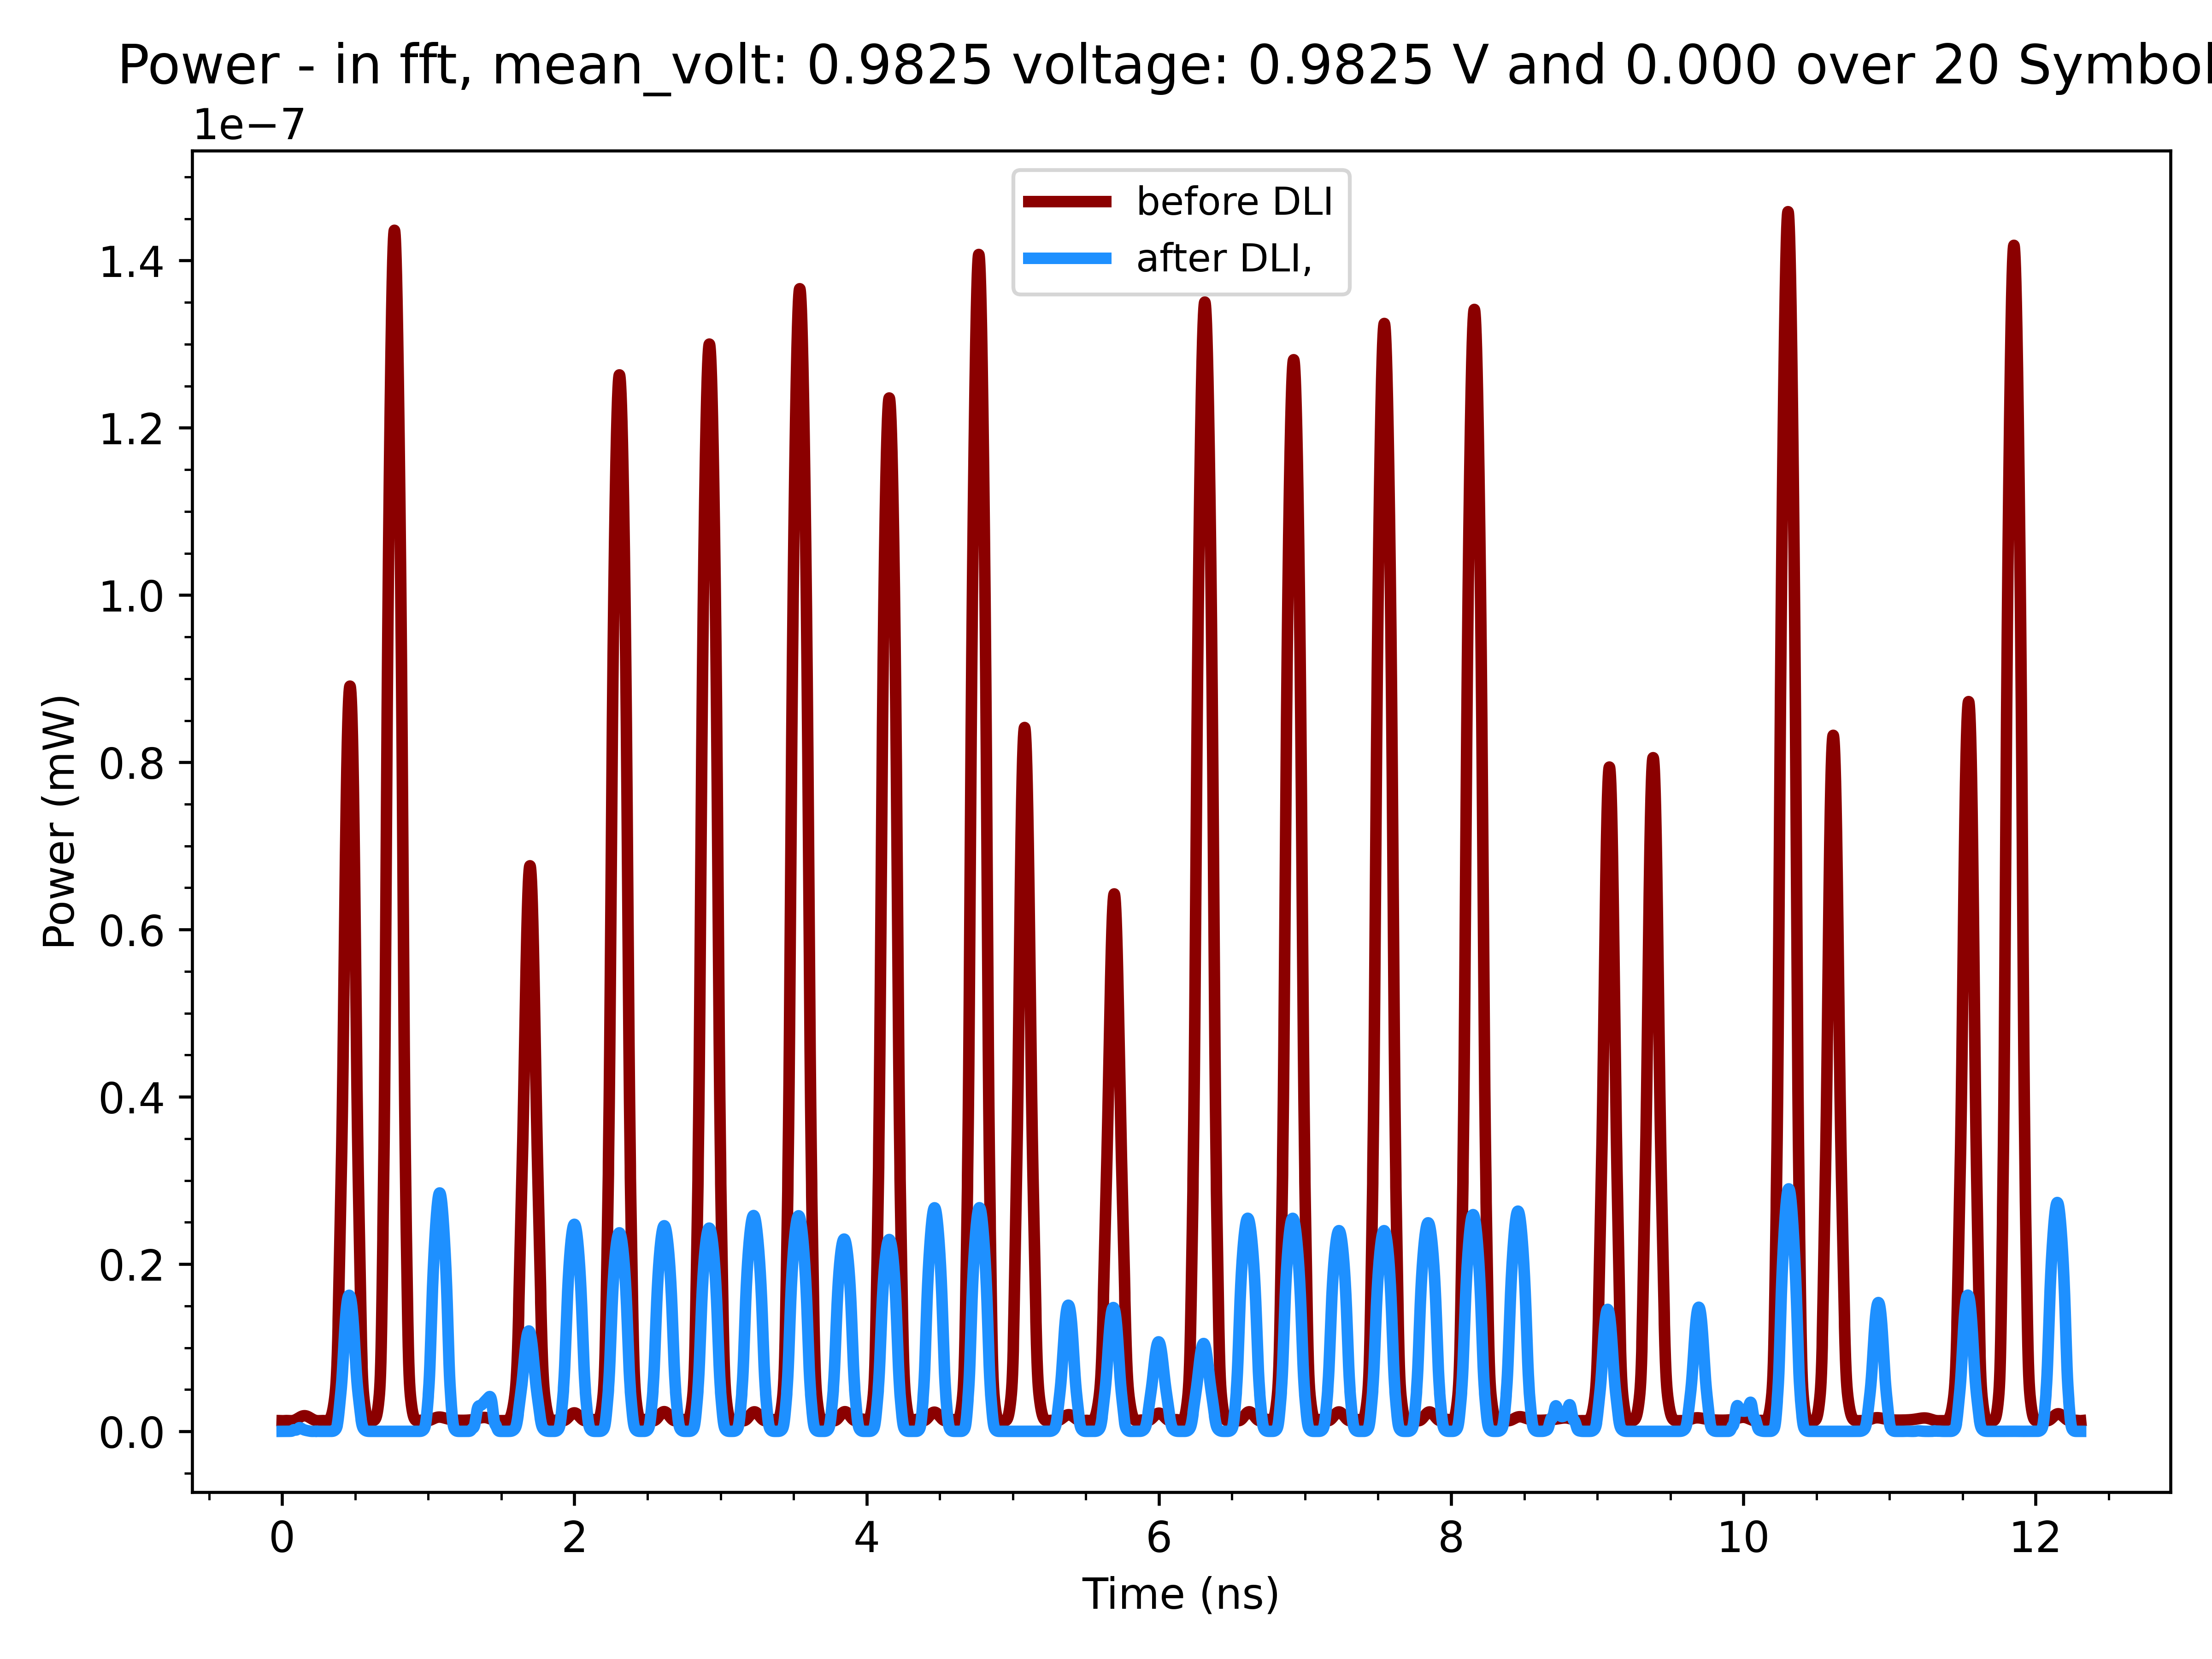 Power - in fft, mean_volt: 0.9825 voltage: 0.9825 V and 0.000 over 20 Symbol
1e−7
before DLI
after DLI,
1.4
1.2
1.0
0.8
0.6
0.4
0.2
0.0
Power (mW)
0 2 4 6 8 10 12
Time (ns)